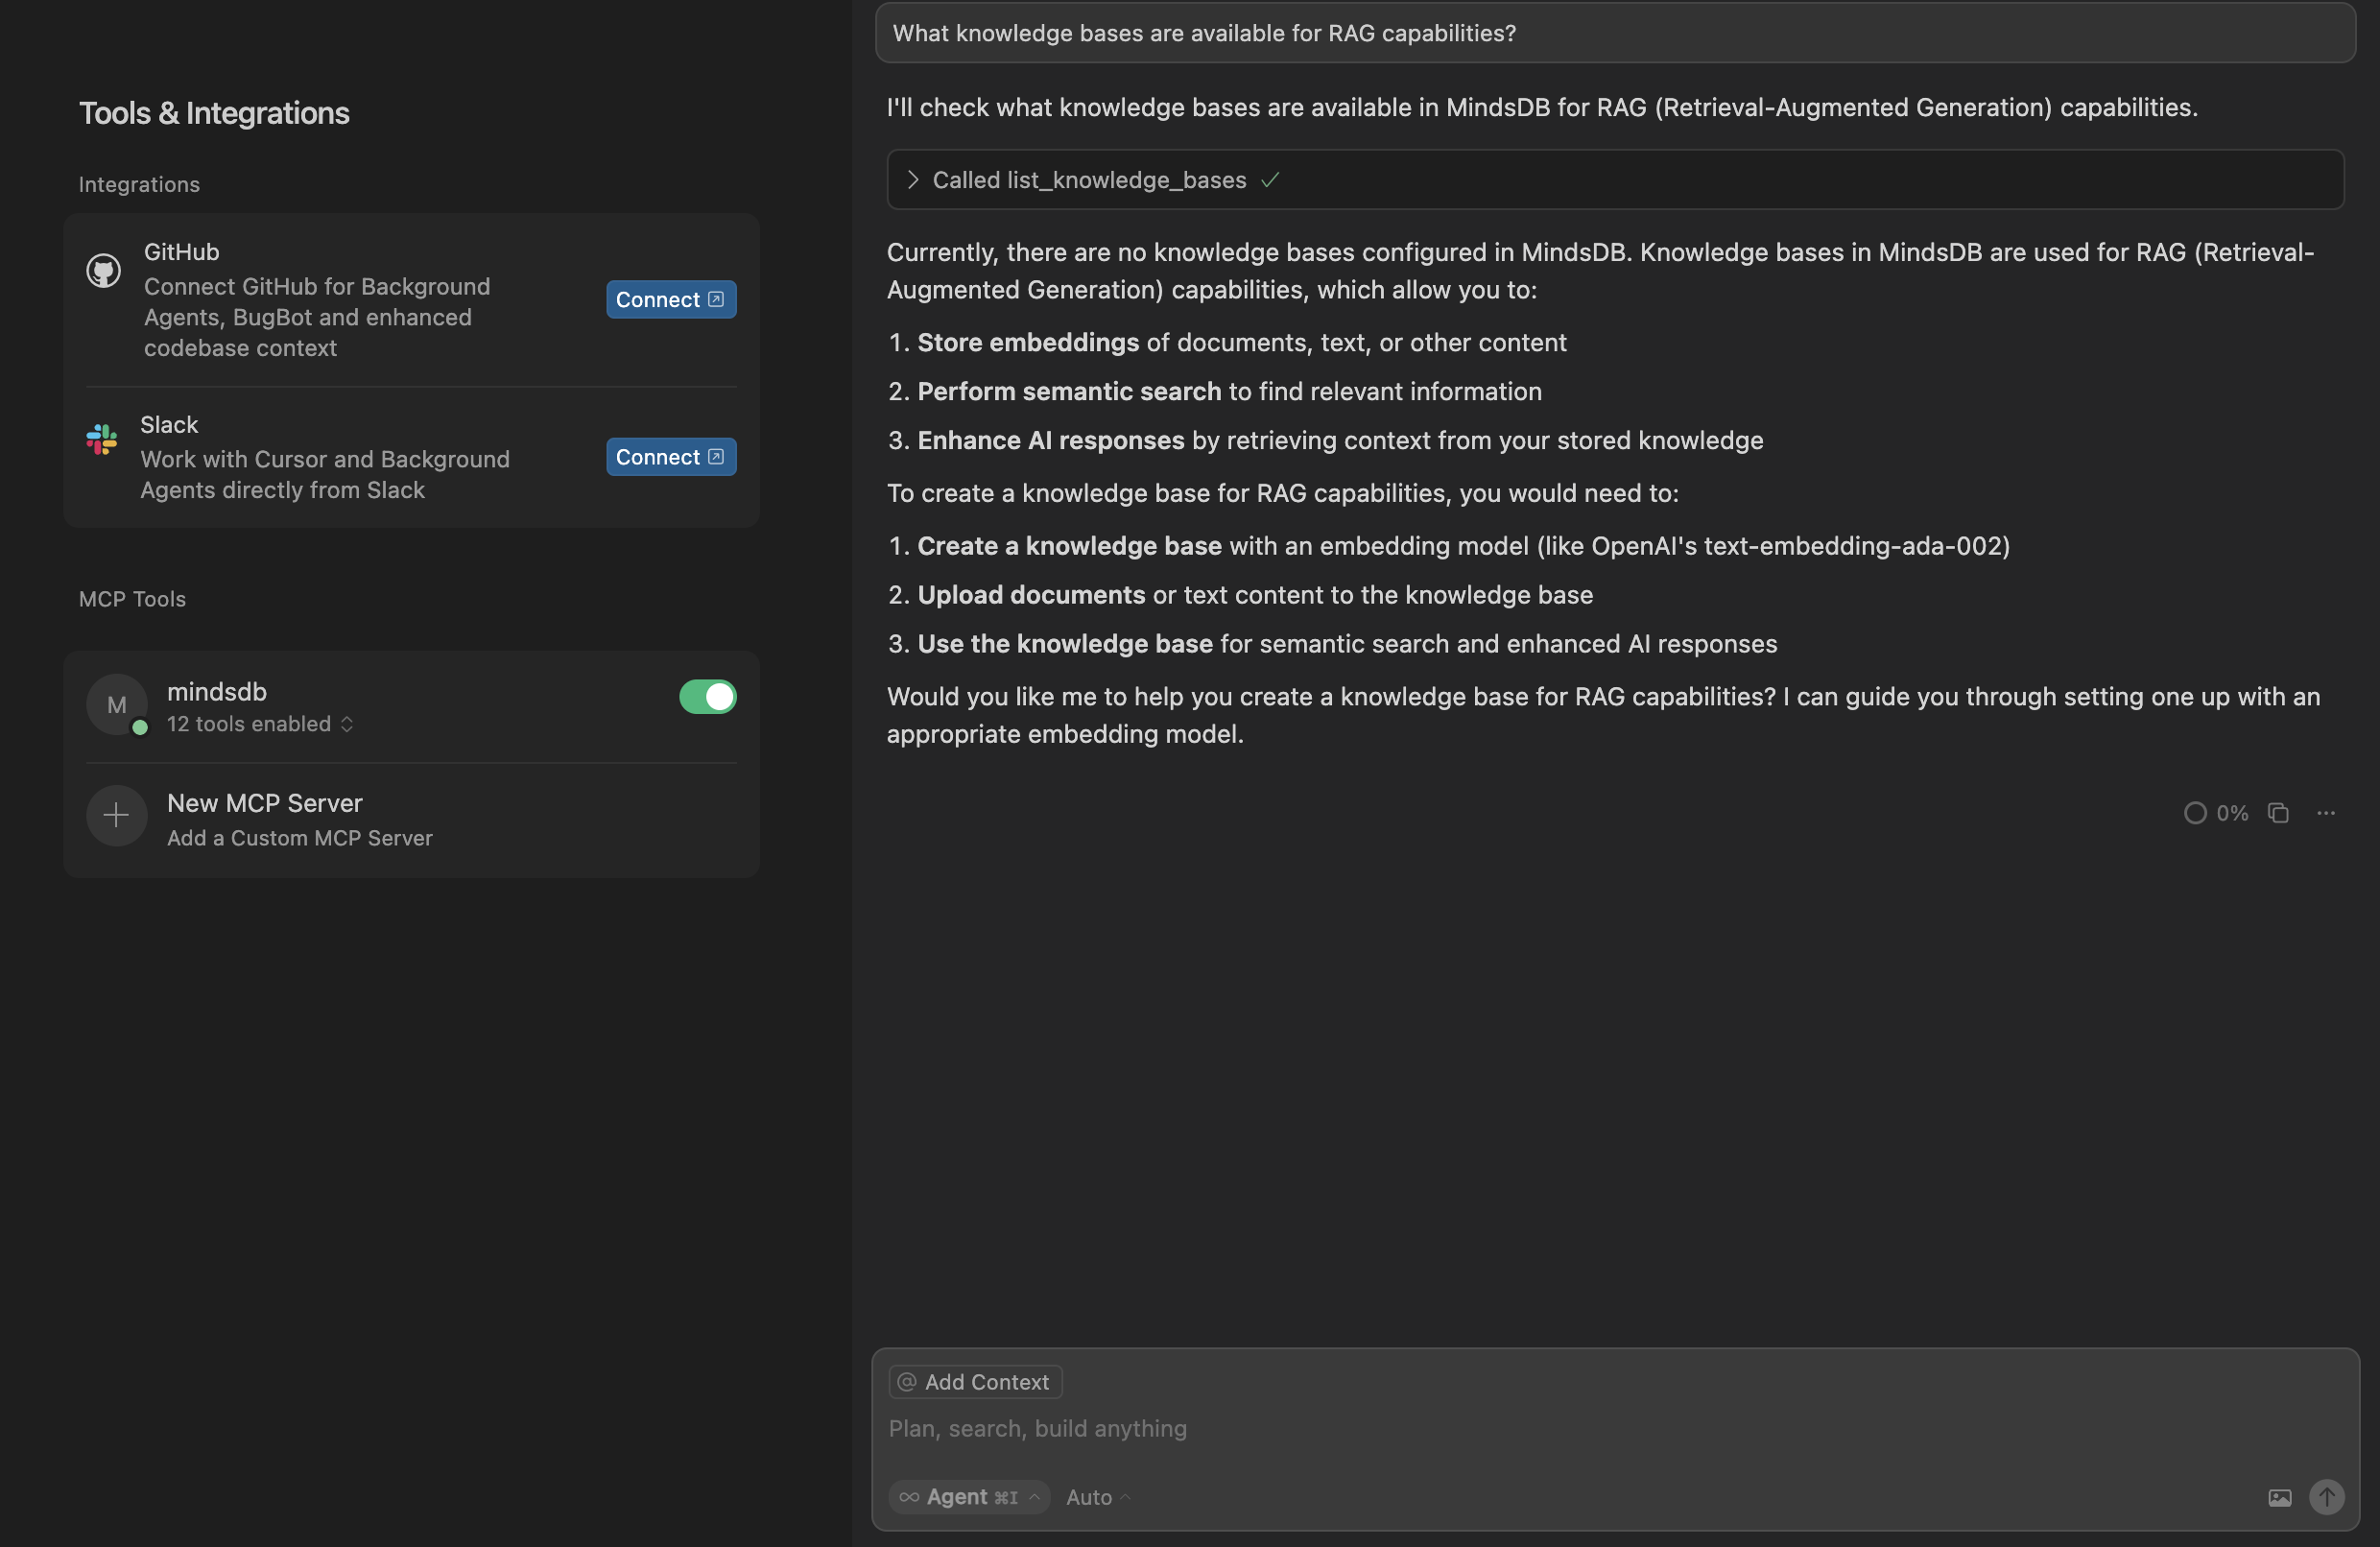 Tools & Integrations
Integrations
GitHub
Connect GitHub for Background
Agents, BugBot and enhanced
codebase context
Connect
Slack
Work with Cursor and Background
Agents directly from Slack
Connect
MCP Tools
M
mindsdb
12 tools enabled
New MCP Server
Add a Custom MCP Server
What knowledge bases are available for RAG capabilities?
I'll check what knowledge bases are available in MindsDB for RAG (Retrieval-Augmented Generation) capabilities.
Called list_knowledge_bases
Currently, there are no knowledge bases configured in MindsDB. Knowledge bases in MindsDB are used for RAG (Retrieval-
Augmented Generation) capabilities, which allow you to:
1. Store embeddings of documents, text, or other content
2. Perform semantic search to find relevant information
3. Enhance AI responses by retrieving context from your stored knowledge
To create a knowledge base for RAG capabilities, you would need to:
1. Create a knowledge base with an embedding model (like OpenAI's text-embedding-ada-002)
2. Upload documents or text content to the knowledge base
3. Use the knowledge base for semantic search and enhanced AI responses
Would you like me to help you create a knowledge base for RAG capabilities? I can guide you through setting one up with an
appropriate embedding model.
0%
@ Add Context
Plan, search, build anything
∞ Agent ⌘I Auto